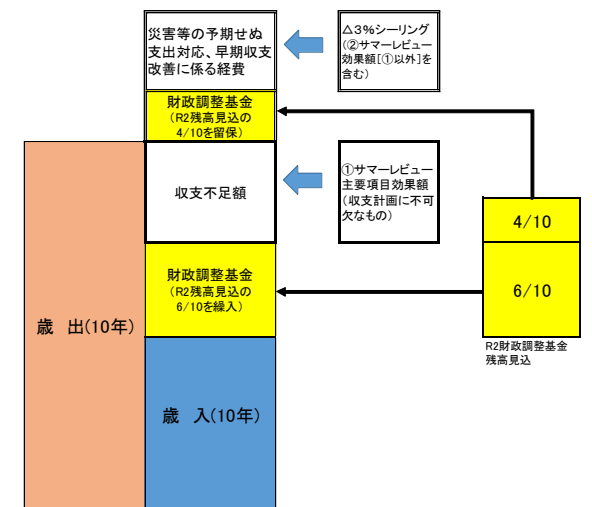 災害等の予期せぬ
支出対応、早期収支
改善に係る経費
△3%シーリング
(②サマーレビュー
効果額[①以外]を
含む)
財政調整基金
(R2残高見込の
4/10を留保)
収支不足額
①サマーレビュー
主要項目効果額
(収支計画に不可
欠なもの)
4/10
6/10
財政調整基金
(R2残高見込の
6/10を繰入)
R2財政調整基金
残高見込
歳 出(10年)
歳 入(10年)